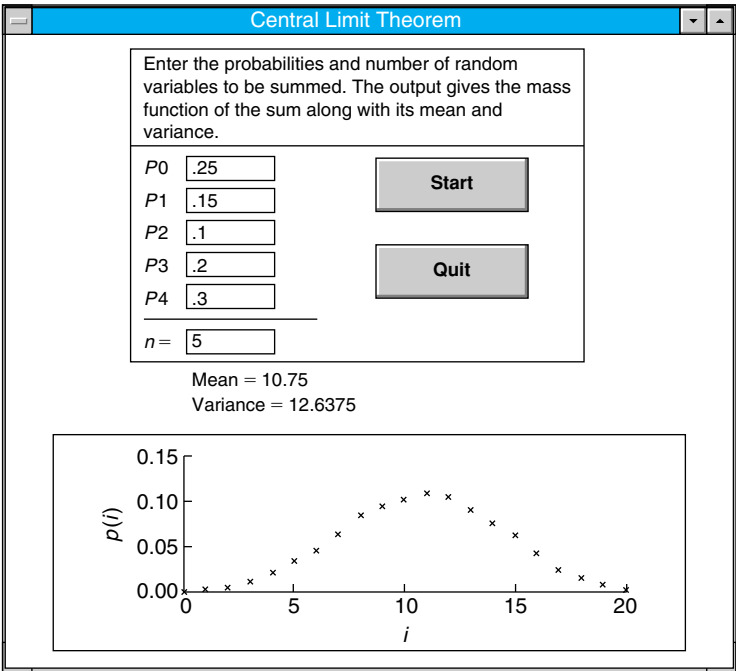 Central Limit Theorem
Enter the probabilities and number of random
variables to be summed. The output gives the mass
function of the sum along with its mean and
variance.
P0 .25
P1 .15
P2 .1
P3 .2
P4 .3
n = 5
Start
Quit
Mean = 10.75
Variance = 12.6375
0.15
0.10
0.05
0.00
p(i)
0 5 10 15 20
i